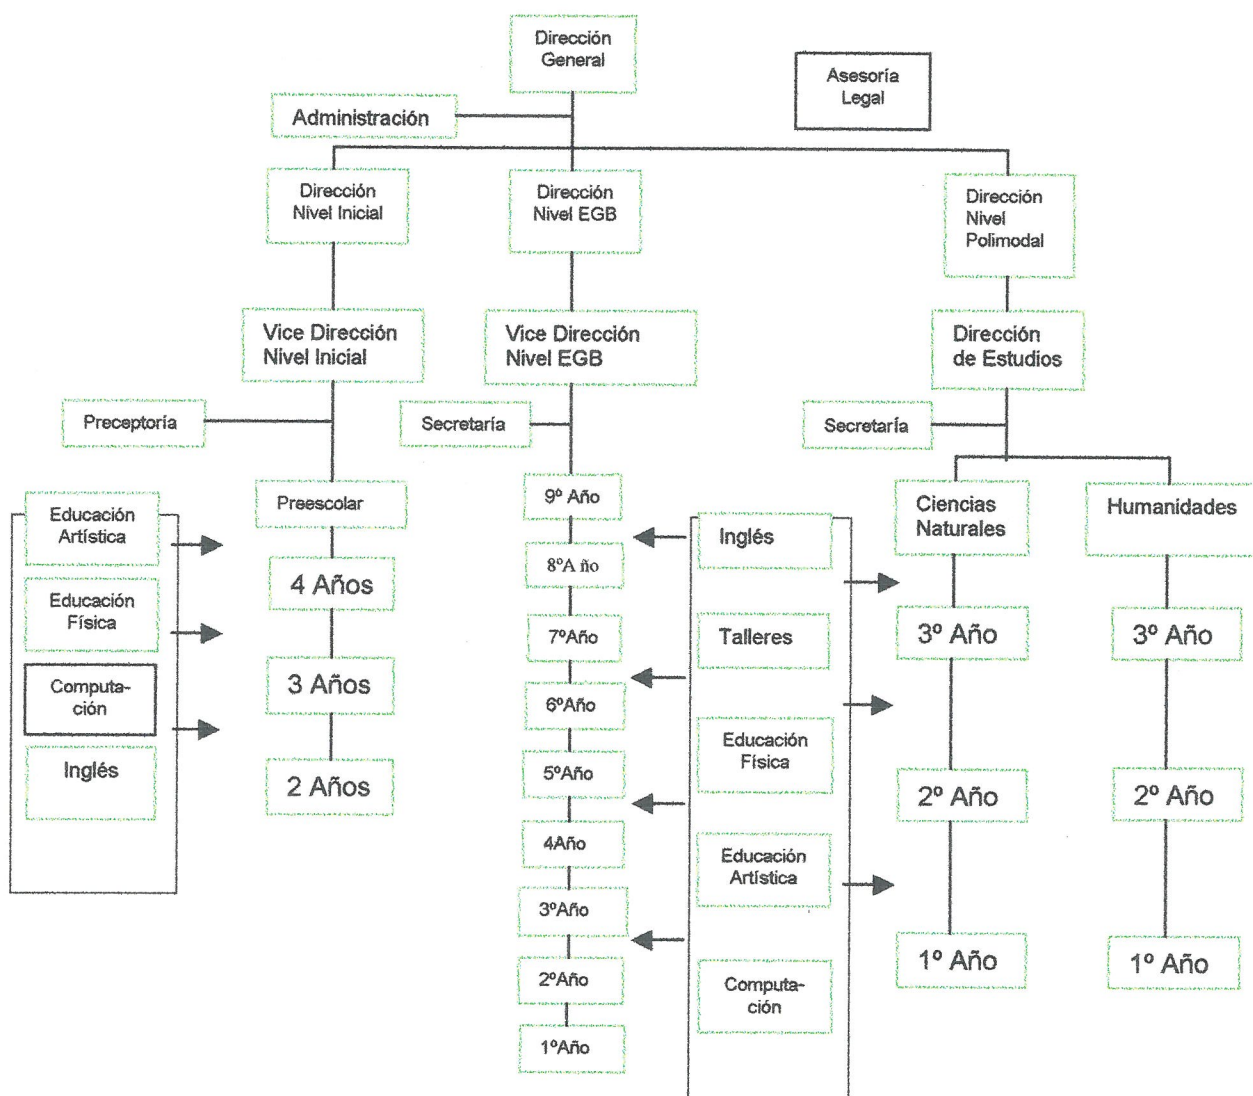 Dirección
General
Asesoría
Legal
Administración
Dirección
Nivel Inicial
Dirección
Nivel EGB
Dirección
Nivel
Polimodal
Vice Dirección
Nivel Inicial
Vice Dirección
Nivel EGB
Dirección
de Estudios
Preceptoría
Secretaría
Secretaría
Preescolar
4 Años
3 Años
2 Años
Educación
Artística
Educación
Física
Computa-
ción
Inglés
9º Año
8ºA ño
7ºAño
6ºAño
5ºAño
4Año
3ºAño
2ºAño
1ºAño
Inglés
Talleres
Educación
Física
Educación
Artística
Computa-
ción
Ciencias
Naturales
3º Año
2º Año
1º Año
Humanidades
3º Año
2º Año
1º Año